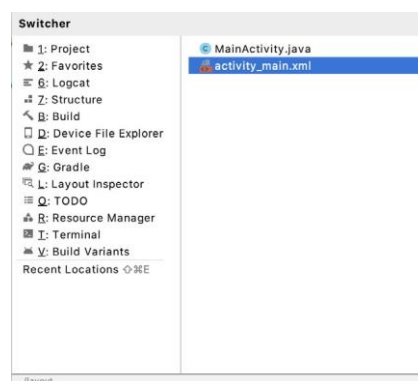 Switcher
1: Project
2: Favorites
6: Logcat
7: Structure
B: Build
D: Device File Explorer
E: Event Log
G: Gradle
L: Layout Inspector
Q: TODO
R: Resource Manager
T: Terminal
V: Build Variants
Recent Locations ⇧⌘E
MainActivity.java
activity_main.xml